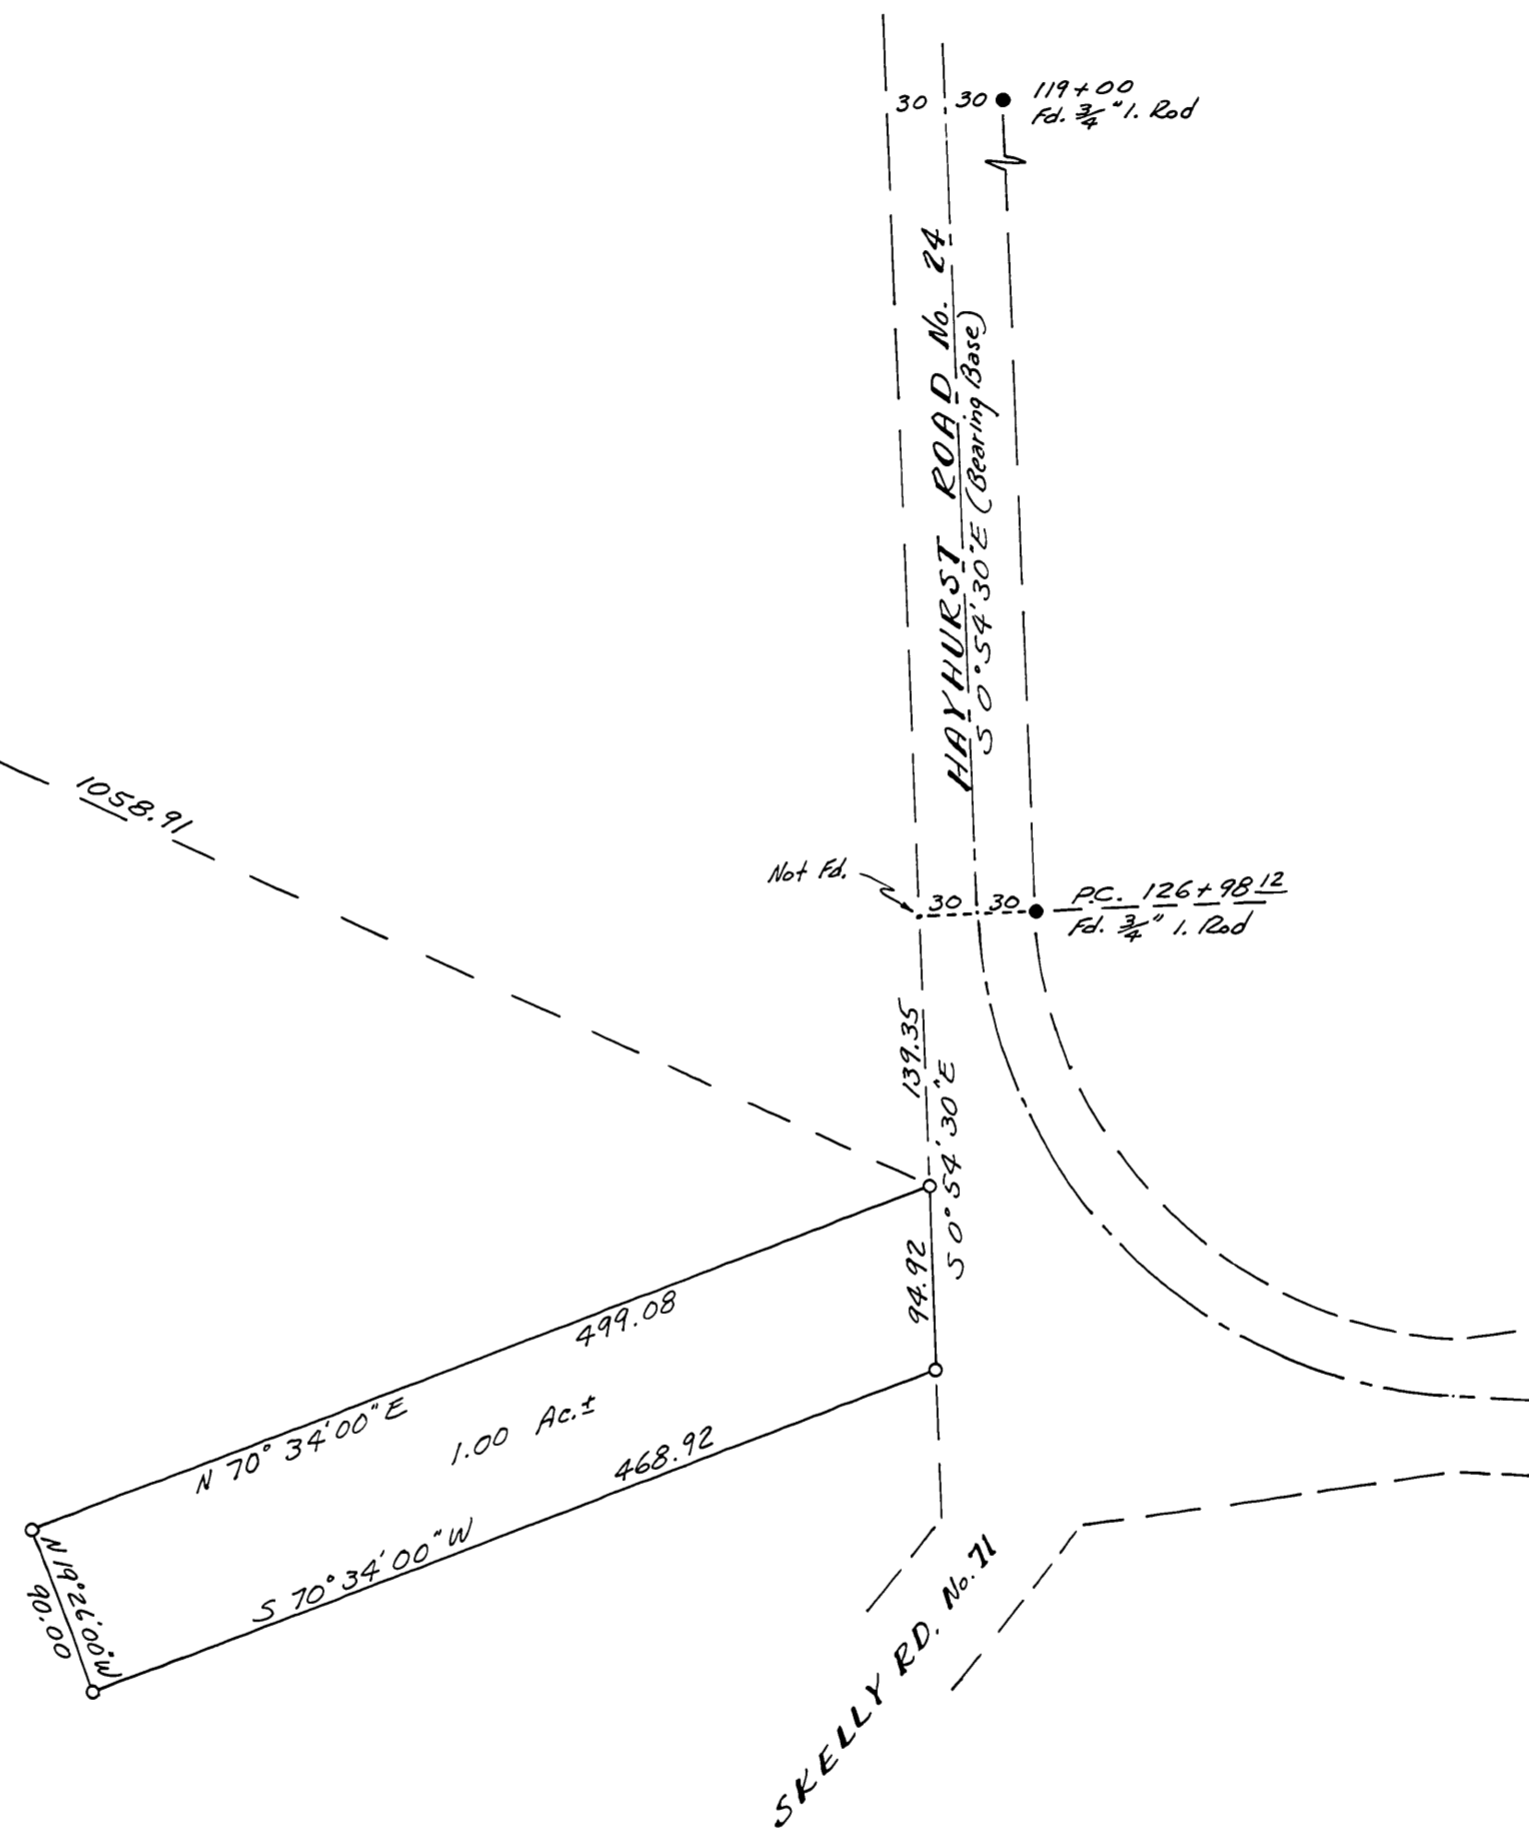 119+00
30 30 Fd. 3/4" I. Rod
HAYHURST ROAD No. 24
S 0° 54' 30" E (Bearing Base)
1058.91
Not Fd.
30 30 P.C. 126+98 12
Fd. 3/4" I. Rod
139.35
S 0° 54' 30" E
94.92
499.08
N 70° 34' 00" E
1.00 Ac.±
468.92
S 70° 34' 00" W
N 19° 26' 00" W
90.00
SKELLY RD. No. 71